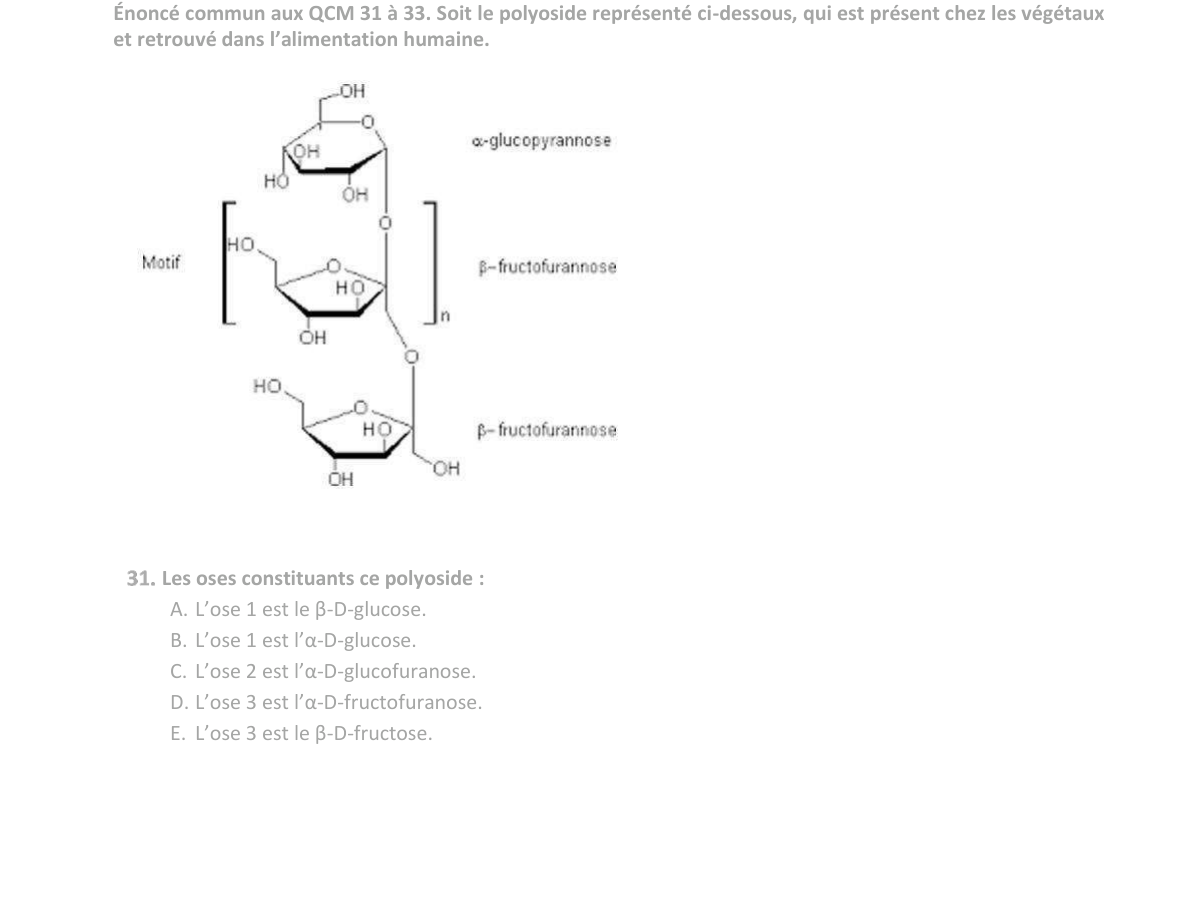 Énoncé commun aux QCM 31 à 33. Soit le polyoside représenté ci-dessous, qui est présent chez les végétaux
et retrouvé dans l’alimentation humaine.
OH
O
α-glucopyrannose
OH
HO
OH
O
HO
Motif
O
β-fructofurannose
HO
n
OH
O
HO
O
HO
β-fructofurannose
OH
OH
31. Les oses constituants ce polyoside :
A. L’ose 1 est le β-D-glucose.
B. L’ose 1 est l’α-D-glucose.
C. L’ose 2 est l’α-D-glucofuranose.
D. L’ose 3 est l’α-D-fructofuranose.
E. L’ose 3 est le β-D-fructose.